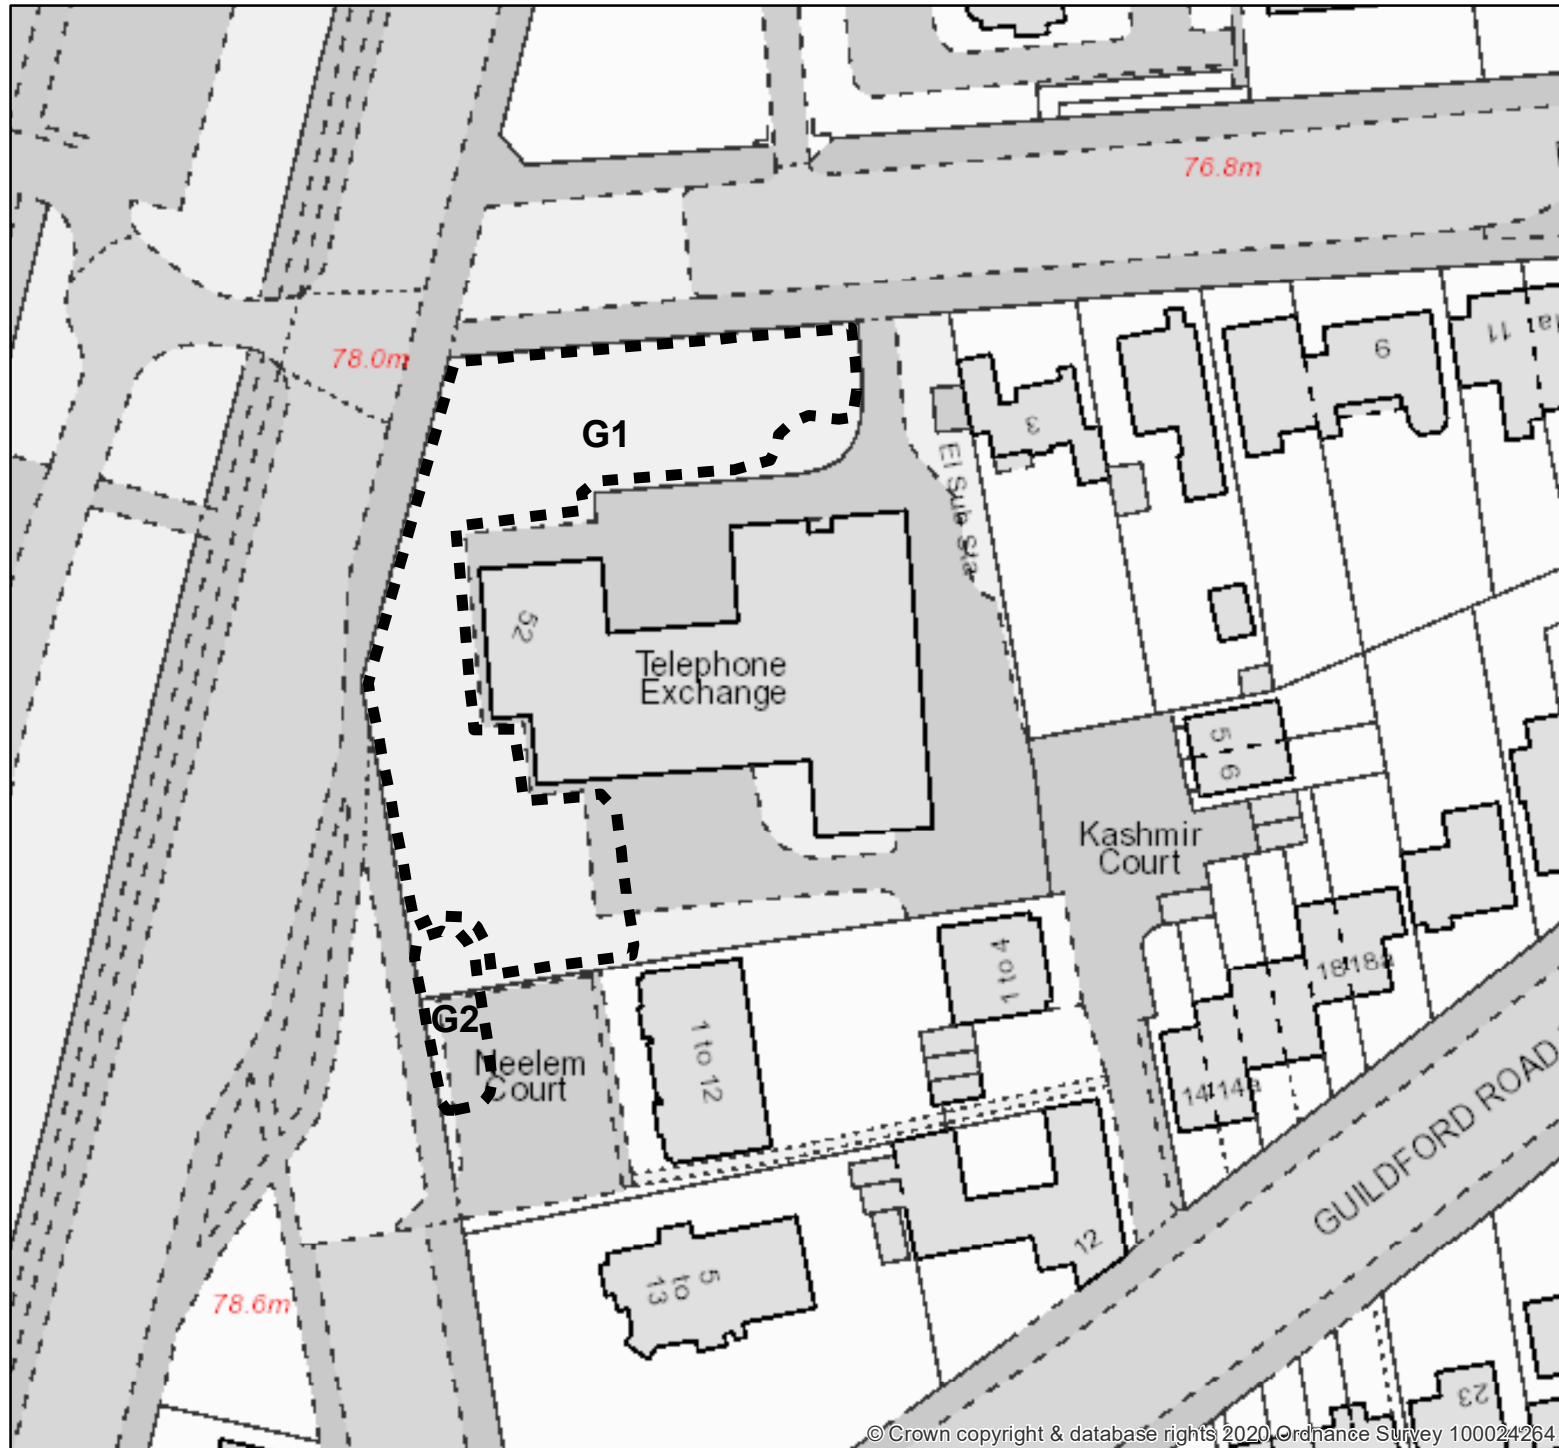 76.8m
78.0m
G1
3
9
11
El Sub Sta
52
Telephone
Exchange
5
6
Kashmir
Court
1 to 4
18
18a
G2
Neelem
Court
1 to 12
14
14a
GUILDFORD ROAD
12
5
to
13
78.6m
23
© Crown copyright & database rights 2020 Ordnance Survey 100024264